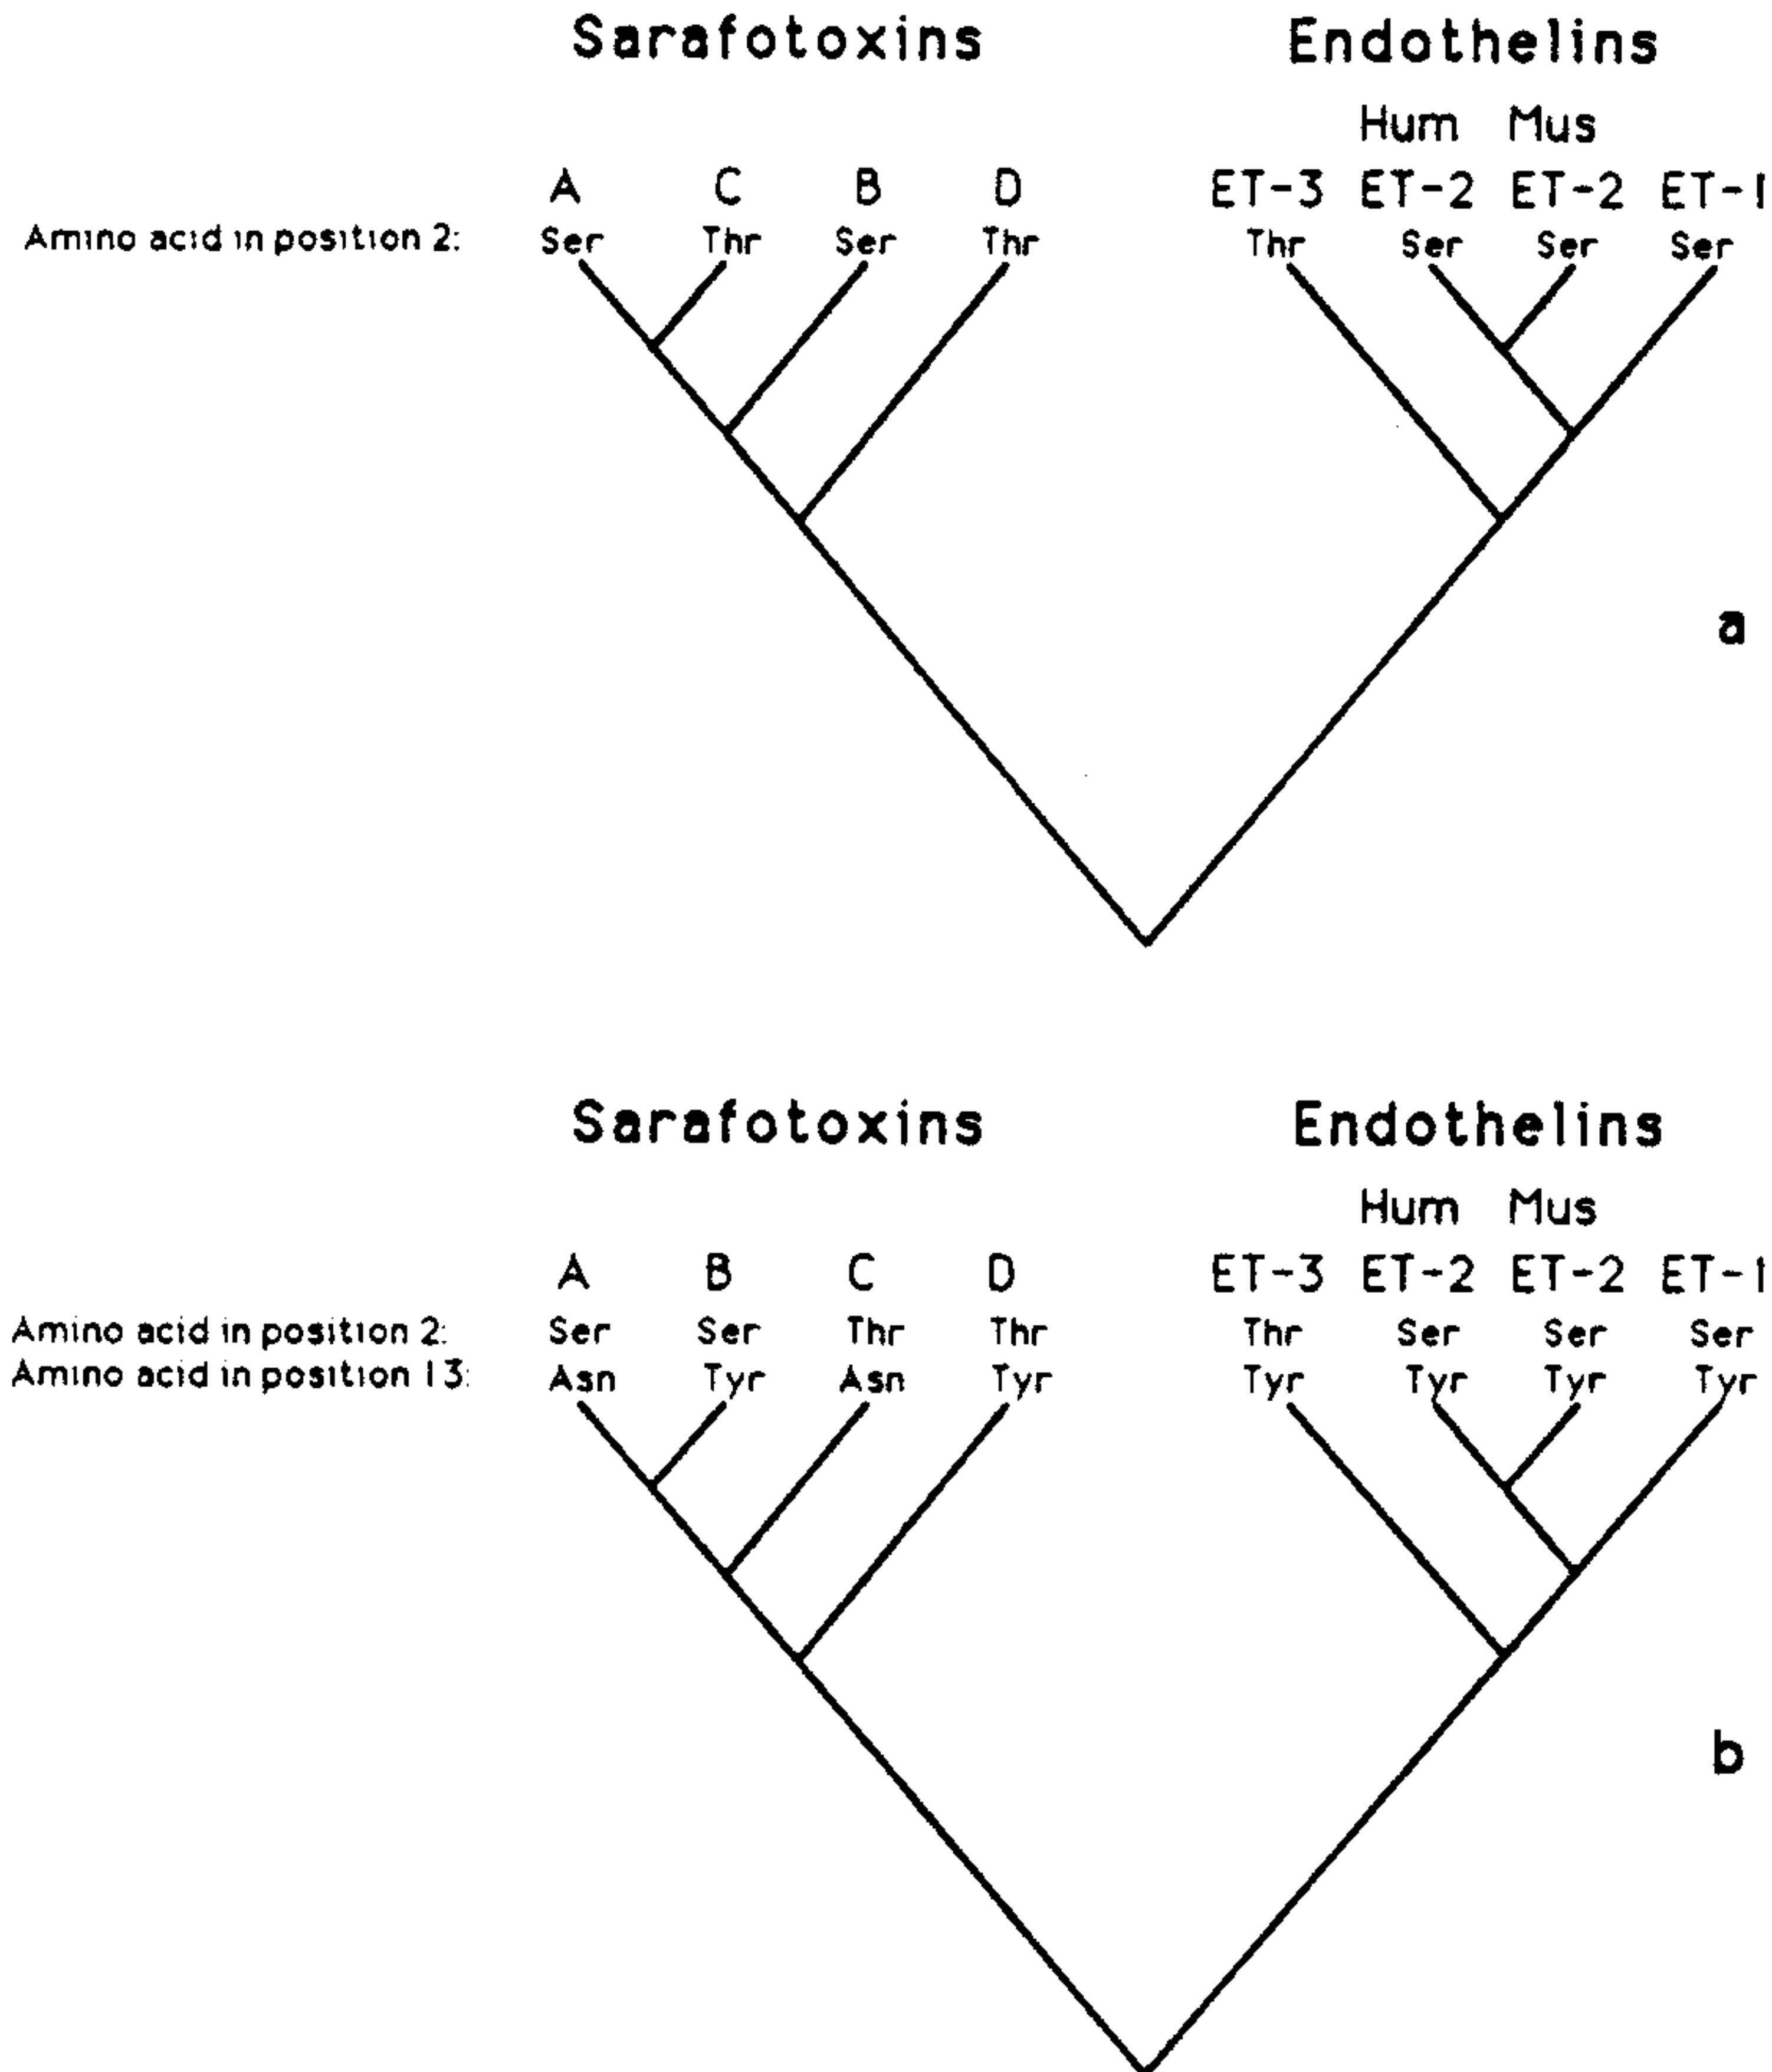 Sarafotoxins Endothelins
Hum Mus
A C B D ET-3 ET-2 ET-2 ET-1
Amino acid in position 2: Ser Thr Ser Thr Thr Ser Ser Ser
a
Sarafotoxins Endothelins
Hum Mus
A B C D ET-3 ET-2 ET-2 ET-1
Amino acid in position 2: Ser Ser Thr Thr Thr Ser Ser Ser
Amino acid in position 13: Asn Tyr Asn Tyr Tyr Tyr Tyr Tyr
b